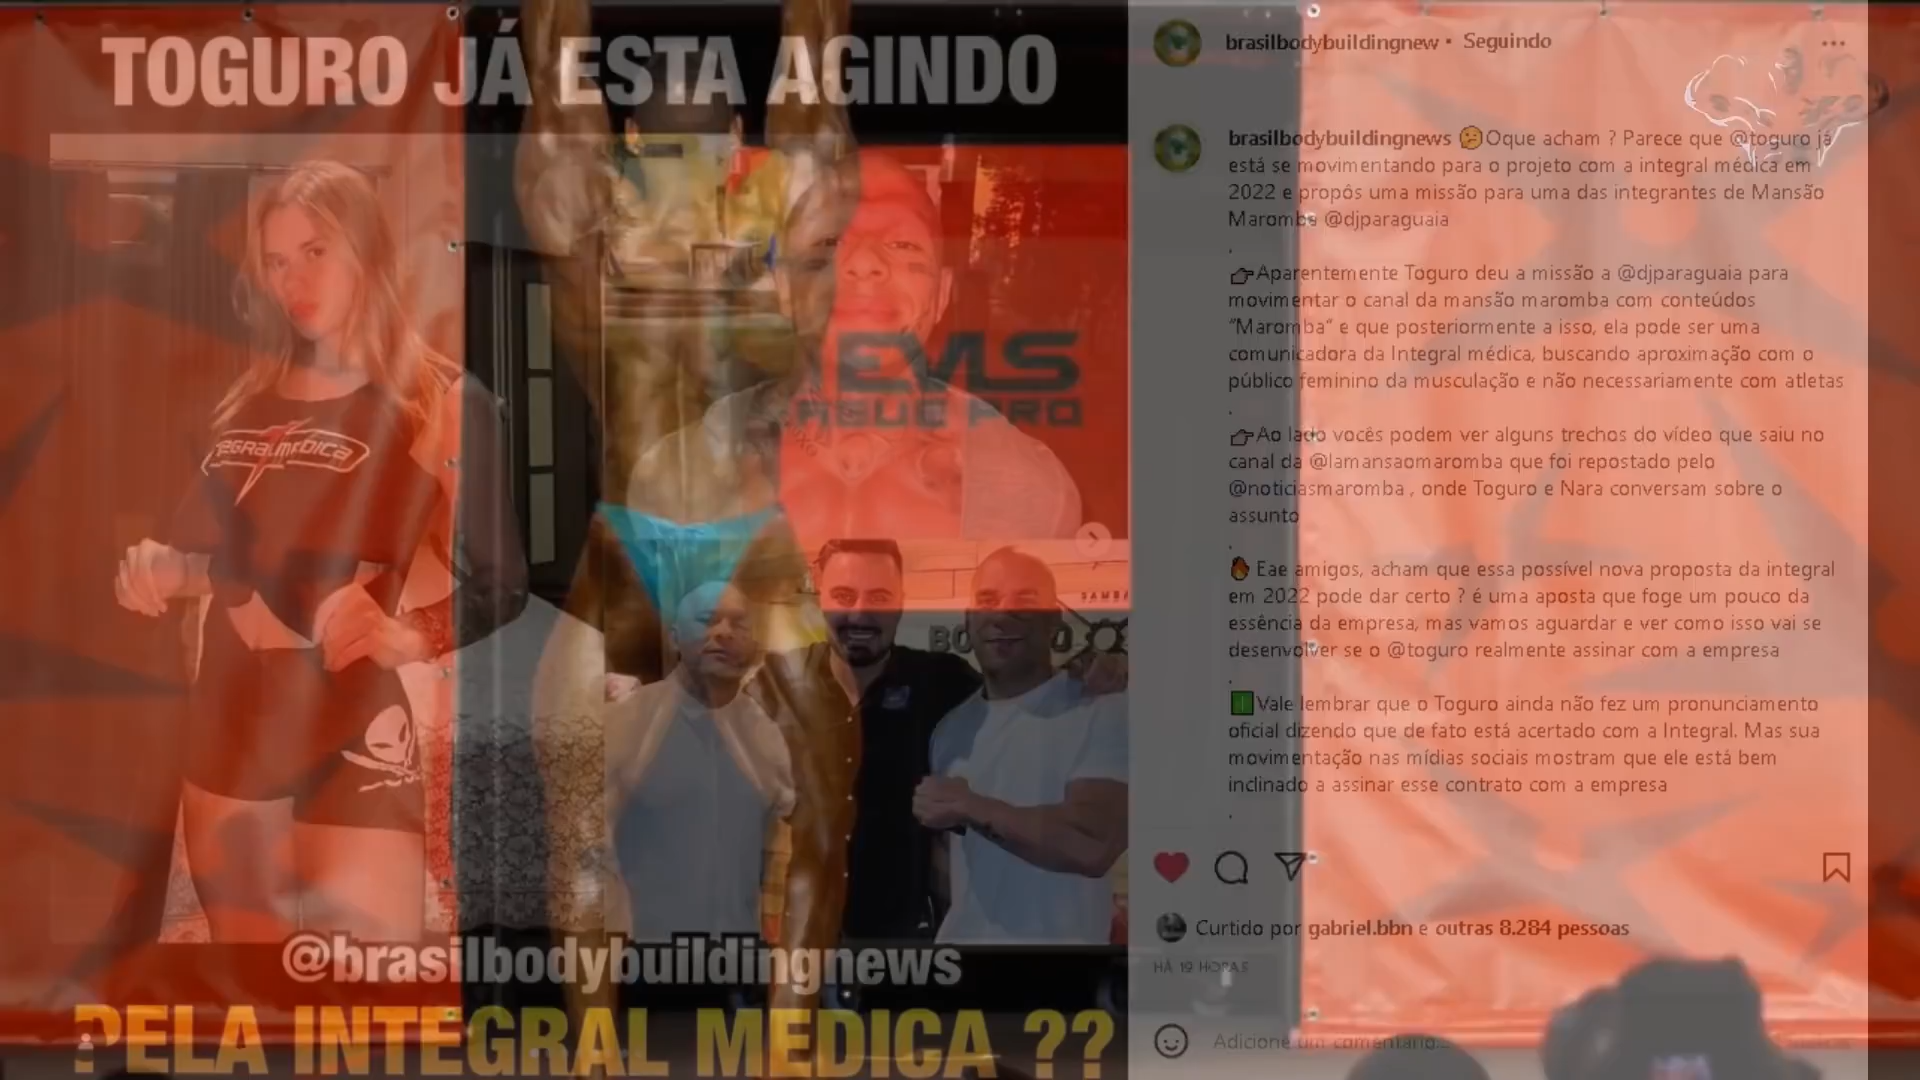 TOGURO JÁ ESTA AGINDO
brasilbodybuildingnew • Seguindo
brasilbodybuildingnews 🤔Oque acham ? Parece que @toguro já
está se movimentando para o projeto com a integral médica em
2022 e propôs uma missão para uma das integrantes de Mansão
Maromba @djparaguaia
.
👉Aparentemente Toguro deu a missão a @djparaguaia para
movimentar o canal da mansão maromba com conteúdos
“Maromba” e que posteriormente a isso, ela pode ser uma
comunicadora da Integral médica, buscando aproximação com o
público feminino da musculação e não necessariamente com atletas
.
👉Ao lado vocês podem ver alguns trechos do vídeo que saiu no
canal da @lamansaomaromba que foi repostado pelo
@noticiasmaromba , onde Toguro e Nara conversam sobre o
assunto
.
🔥 Eae amigos, acham que essa possível nova proposta da integral
em 2022 pode dar certo ? é uma aposta que foge um pouco da
essência da empresa, mas vamos aguardar e ver como isso vai se
desenvolver se o @toguro realmente assinar com a empresa
.
Vale lembrar que o Toguro ainda não fez um pronunciamento
oficial dizendo que de fato está acertado com a Integral. Mas sua
movimentação nas mídias sociais mostram que ele está bem
inclinado a assinar esse contrato com a empresa
.
Curtido por gabriel.bbn e outras 8.284 pessoas
HÁ 19 HORAS
Adicione um comentário...
PRO
@brasilbodybuildingnews
PELA INTEGRAL MEDICA ??